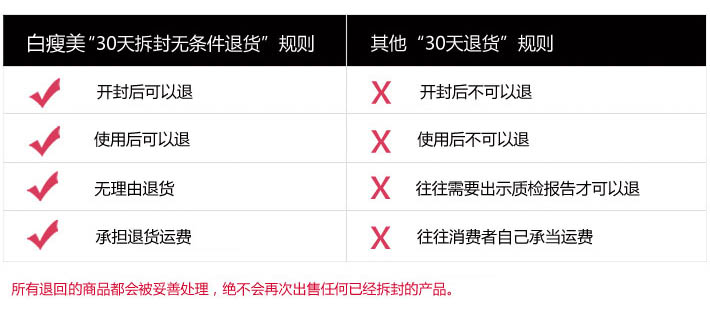 白瘦美“30天拆封无条件退货”规则
其他“30天退货”规则
开封后可以退
X 开封后不可以退
使用后可以退
X 使用后不可以退
无理由退货
X 往往需要出示质检报告才可以退
承担退货运费
X 往往消费者自己承当运费
所有退回的商品都会被妥善处理，绝不会再次出售任何已经拆封的产品。